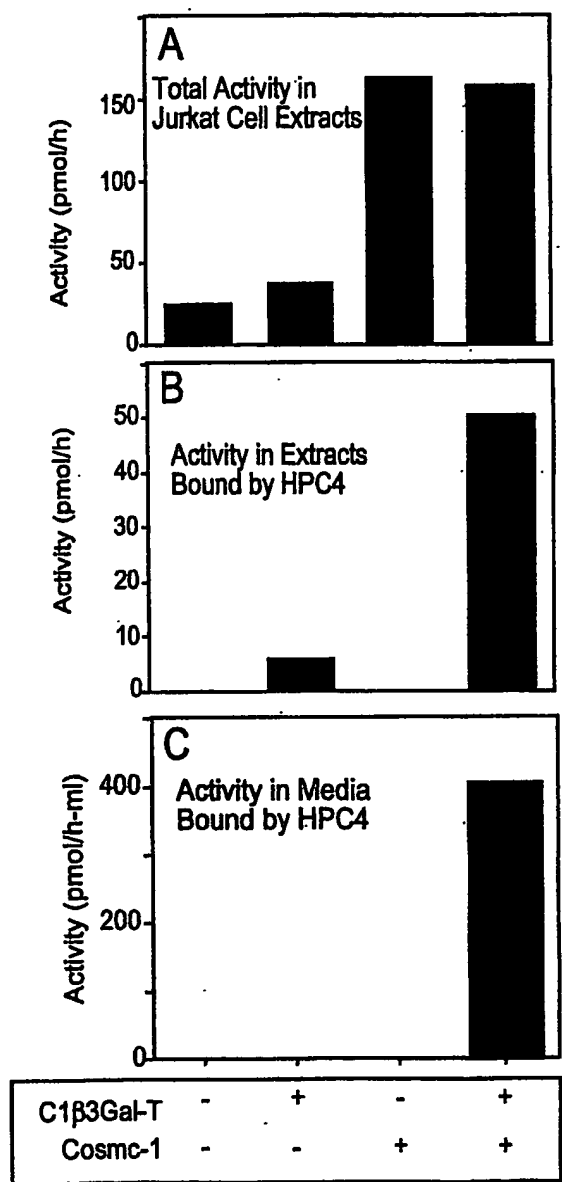 A
Total Activity in
Jurkat Cell Extracts
Activity (pmol/h)
150
100
50
0
B
Activity in Extracts
Bound by HPC4
Activity (pmol/h)
50
40
30
20
10
0
C
Activity in Media
Bound by HPC4
Activity (pmol/h-ml)
400
200
0
C1β3Gal-T - + - +
Cosmc-1 - - + +